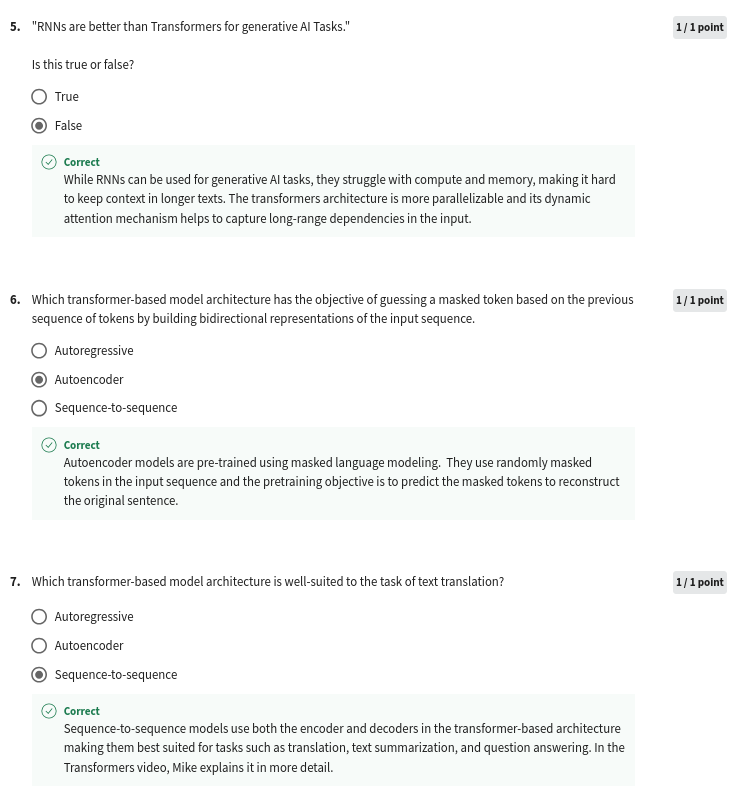 5. "RNNs are better than Transformers for generative AI Tasks." 1 / 1 point
Is this true or false?
True
False
Correct
While RNNs can be used for generative AI tasks, they struggle with compute and memory, making it hard
to keep context in longer texts. The transformers architecture is more parallelizable and its dynamic
attention mechanism helps to capture long-range dependencies in the input.
6. Which transformer-based model architecture has the objective of guessing a masked token based on the previous 1 / 1 point
sequence of tokens by building bidirectional representations of the input sequence.
Autoregressive
Autoencoder
Sequence-to-sequence
Correct
Autoencoder models are pre-trained using masked language modeling. They use randomly masked
tokens in the input sequence and the pretraining objective is to predict the masked tokens to reconstruct
the original sentence.
7. Which transformer-based model architecture is well-suited to the task of text translation? 1 / 1 point
Autoregressive
Autoencoder
Sequence-to-sequence
Correct
Sequence-to-sequence models use both the encoder and decoders in the transformer-based architecture
making them best suited for tasks such as translation, text summarization, and question answering. In the
Transformers video, Mike explains it in more detail.